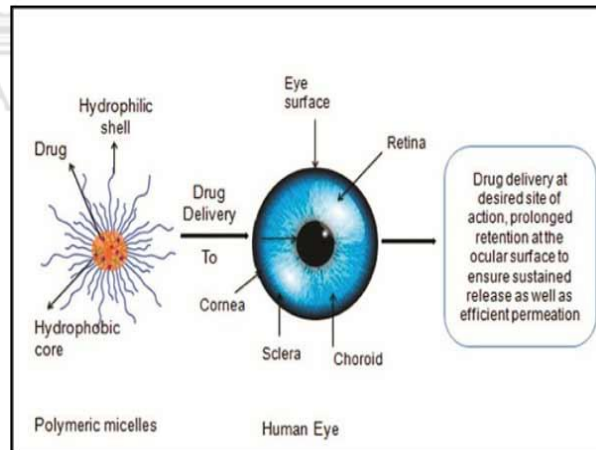 Hydrophilic
shell
Drug
Hydrophobic
core
Polymeric micelles
Drug
Delivery
To
Eye
surface
Retina
Cornea
Sclera
Choroid
Human Eye
Drug delivery at
desired site of
action, prolonged
retention at the
ocular surface to
ensure sustained
release as well as
efficient permeation